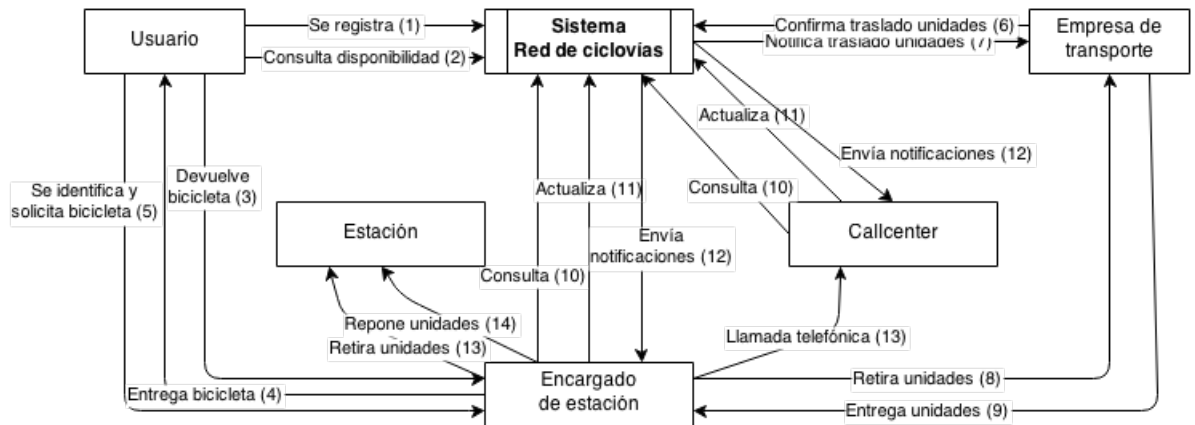 Usuario
Se registra (1)
Consulta disponibilidad (2)
Sistema
Red de ciclovías
Confirma traslado unidades (6)
Notifica traslado unidades (7)
Empresa de
transporte
Actualiza (11)
Envía notificaciones (12)
Devuelve
bicicleta (3)
Se identifica y
solicita bicicleta (5)
Actualiza (11)
Consulta (10)
Estación
Envía
notificaciones (12)
Callcenter
Consulta (10)
Repone unidades (14)
Retira unidades (13)
Llamada telefónica (13)
Entrega bicicleta (4)
Encargado
de estación
Retira unidades (8)
Entrega unidades (9)